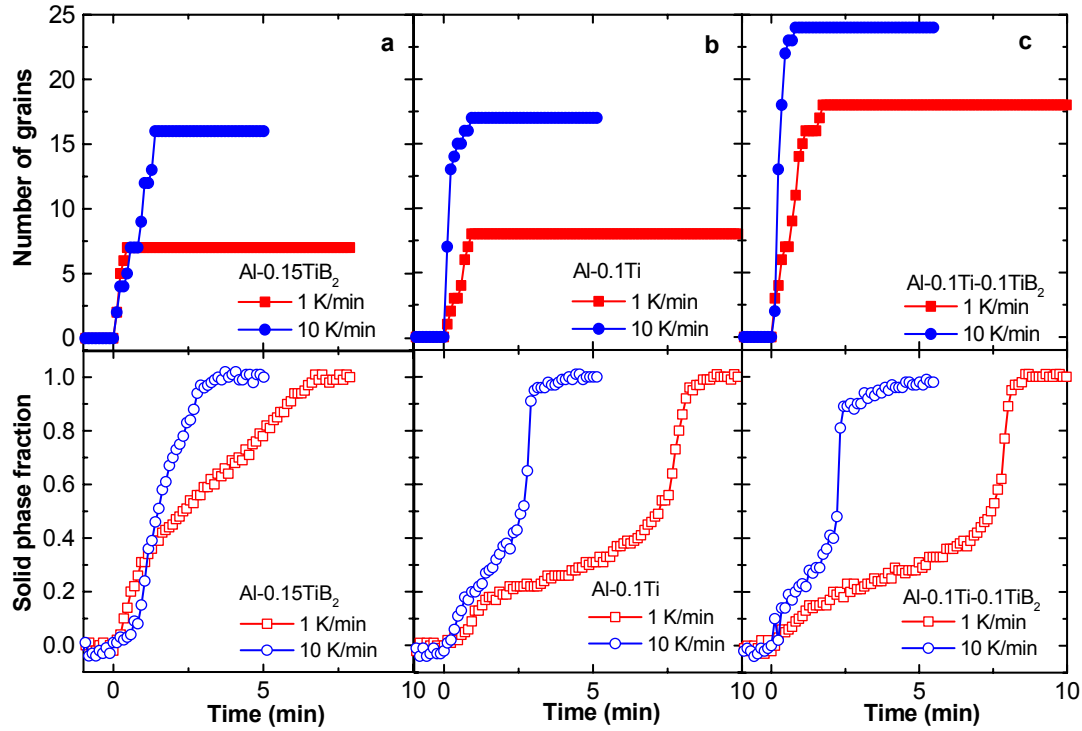 a
b
c
25
20
15
10
5
0
Number of grains
Al-0.15TiB2
1 K/min
10 K/min
Al-0.1Ti
1 K/min
10 K/min
Al-0.1Ti-0.1TiB2
1 K/min
10 K/min
1.0
0.8
0.6
0.4
0.2
0.0
Solid phase fraction
Al-0.15TiB2
1 K/min
10 K/min
Al-0.1Ti
1 K/min
10 K/min
Al-0.1Ti-0.1TiB2
1 K/min
10 K/min
0 5 10 0 5 10 0 5 10
Time (min) Time (min) Time (min)